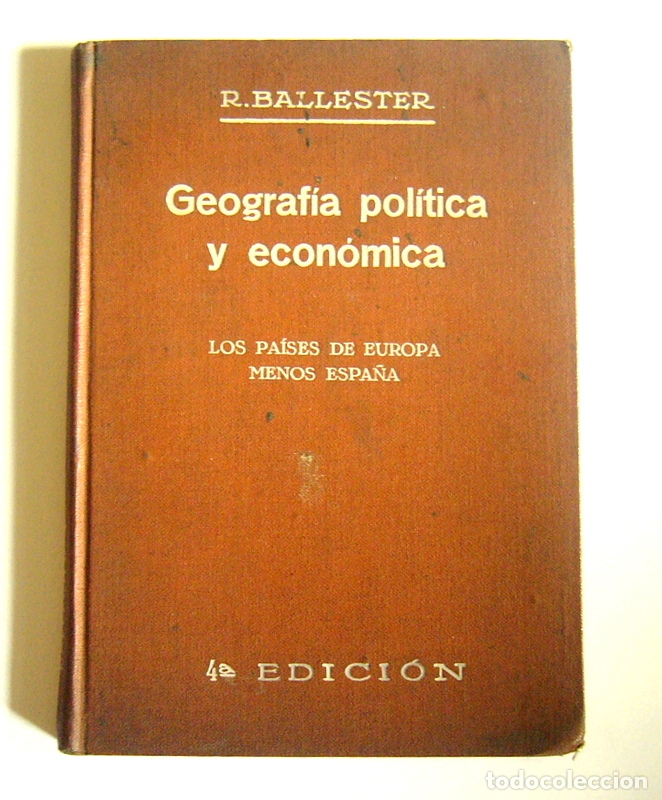 R. BALLESTER
Geografía política
y económica
LOS PAÍSES DE EUROPA
MENOS ESPAÑA
4ª EDICIÓN
todocoleccion